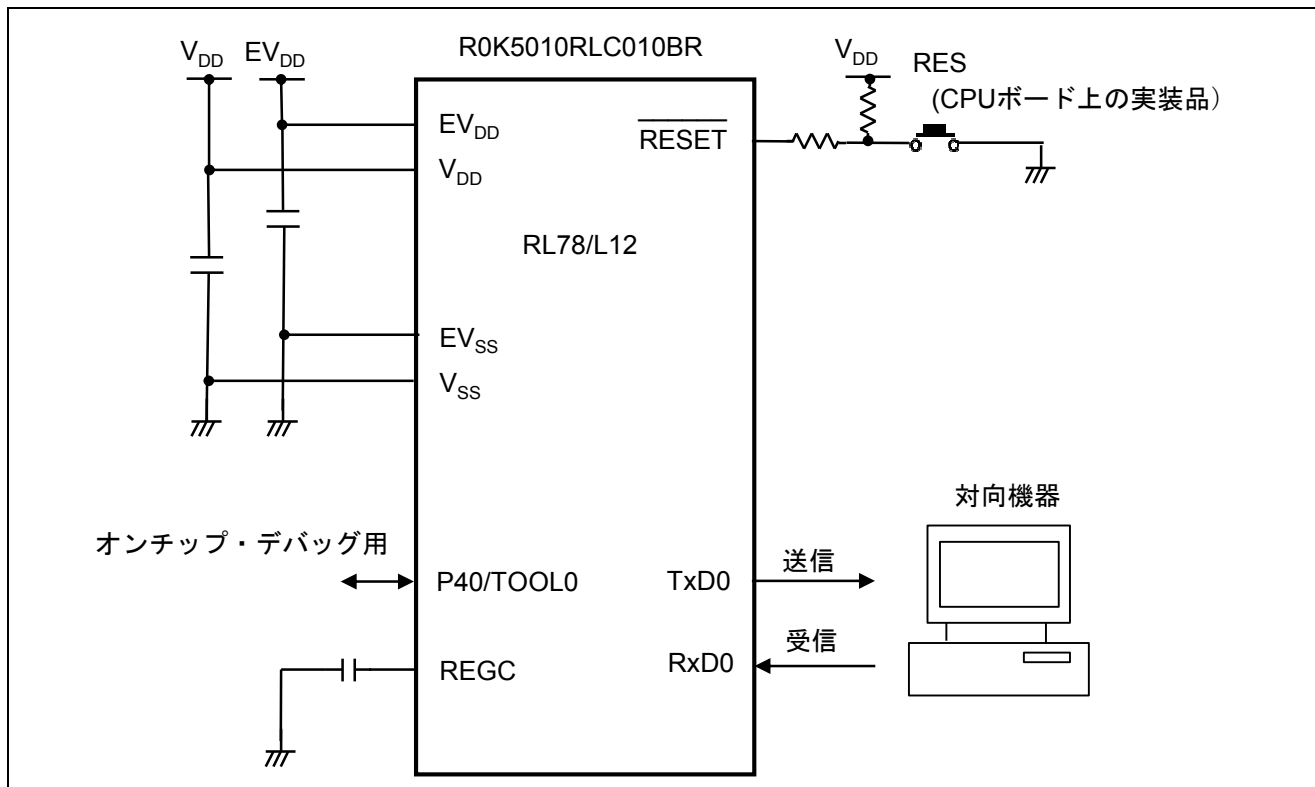 R0K5010RLC010BR
VDD
EVDD
VDD
RES
(CPUボード上の実装品）
EVDD
RESET
VDD
RL78/L12
EVSS
VSS
対向機器
オンチップ・デバッグ用
P40/TOOL0
TxD0
送信
REGC
RxD0
受信